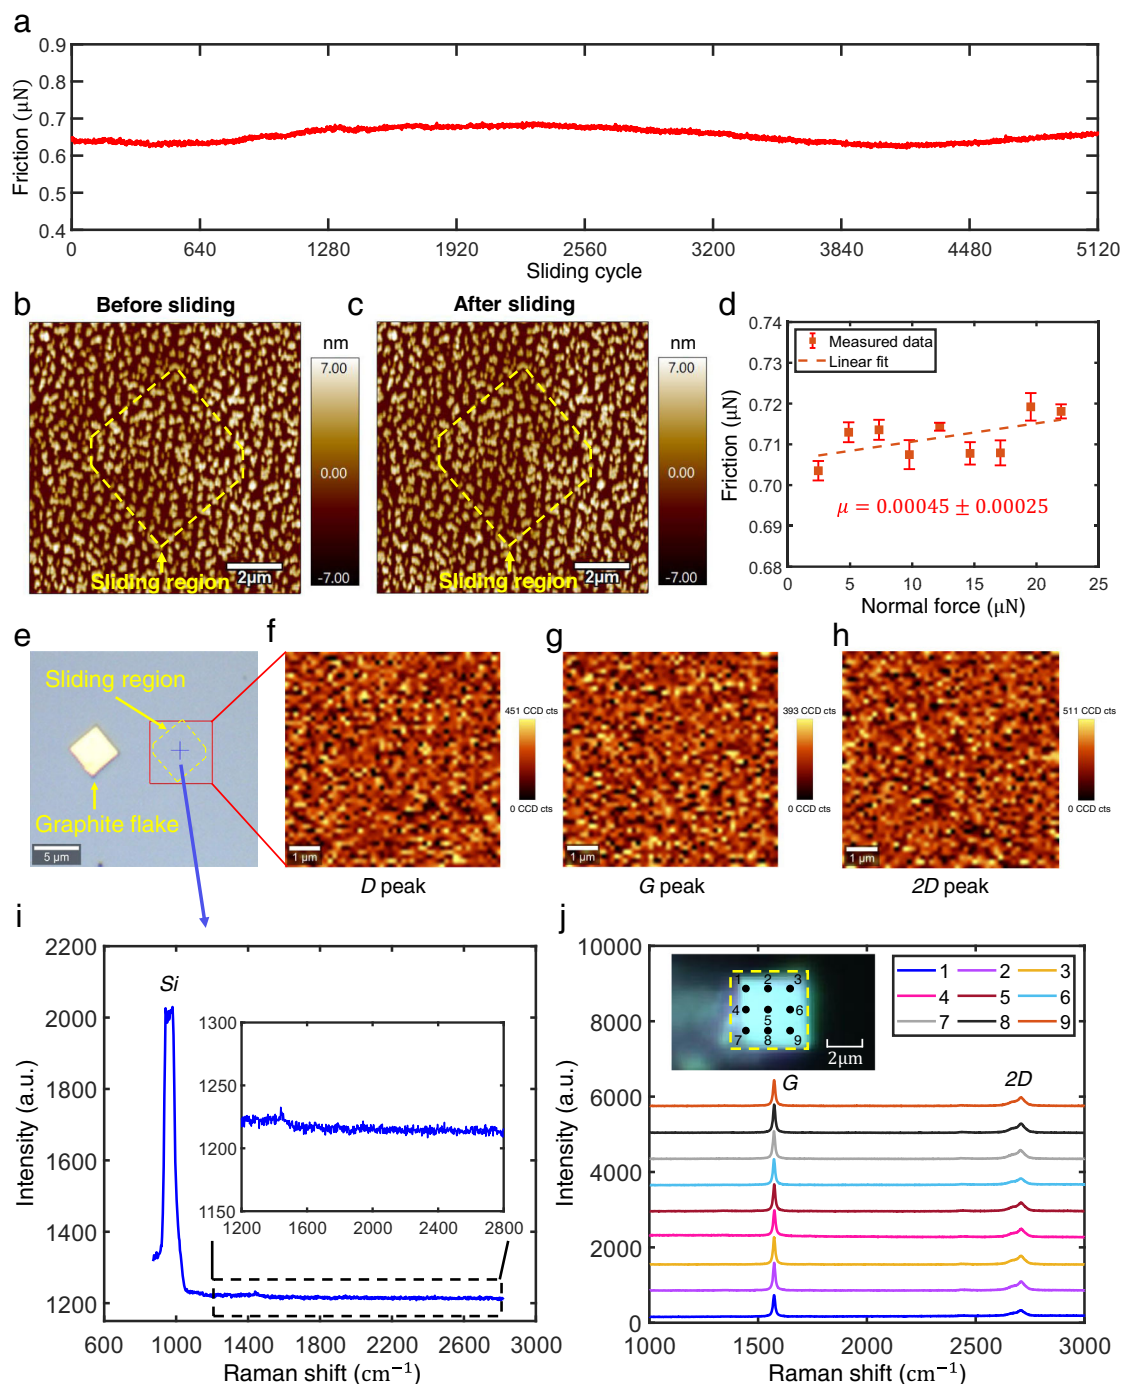 a
0.9
0.8
0.7
0.6
0.5
0.4
Friction (μN)
0
640
1280
1920
2560
3200
3840
4480
5120
Sliding cycle
b
Before sliding
Sliding region
2μm
nm
7.00
0.00
-7.00
c
After sliding
Sliding region
2μm
nm
7.00
0.00
-7.00
d
0.74
0.73
0.72
0.71
0.70
0.69
0.68
Friction (μN)
Measured data
Linear fit
μ = 0.00045 ± 0.00025
0
5
10
15
20
25
Normal force (μN)
e
Sliding region
Graphite flake
5 μm
f
1 μm
451 CCD cts
0 CCD cts
D peak
g
1 μm
393 CCD cts
0 CCD cts
G peak
h
1 μm
511 CCD cts
0 CCD cts
2D peak
i
2200
2000
1800
1600
1400
1200
Intensity (a.u.)
Si
1300
1250
1200
1150
1200
1600
2000
2400
2800
600
1000
1400
1800
2200
2600
3000
Raman shift (cm−1)
j
10000
8000
6000
4000
2000
0
Intensity (a.u.)
1 2 3
4 5 6
7 8 9
2μm
1 2 3
4 5 6
7 8 9
G
2D
1000
1500
2000
2500
3000
Raman shift (cm−1)